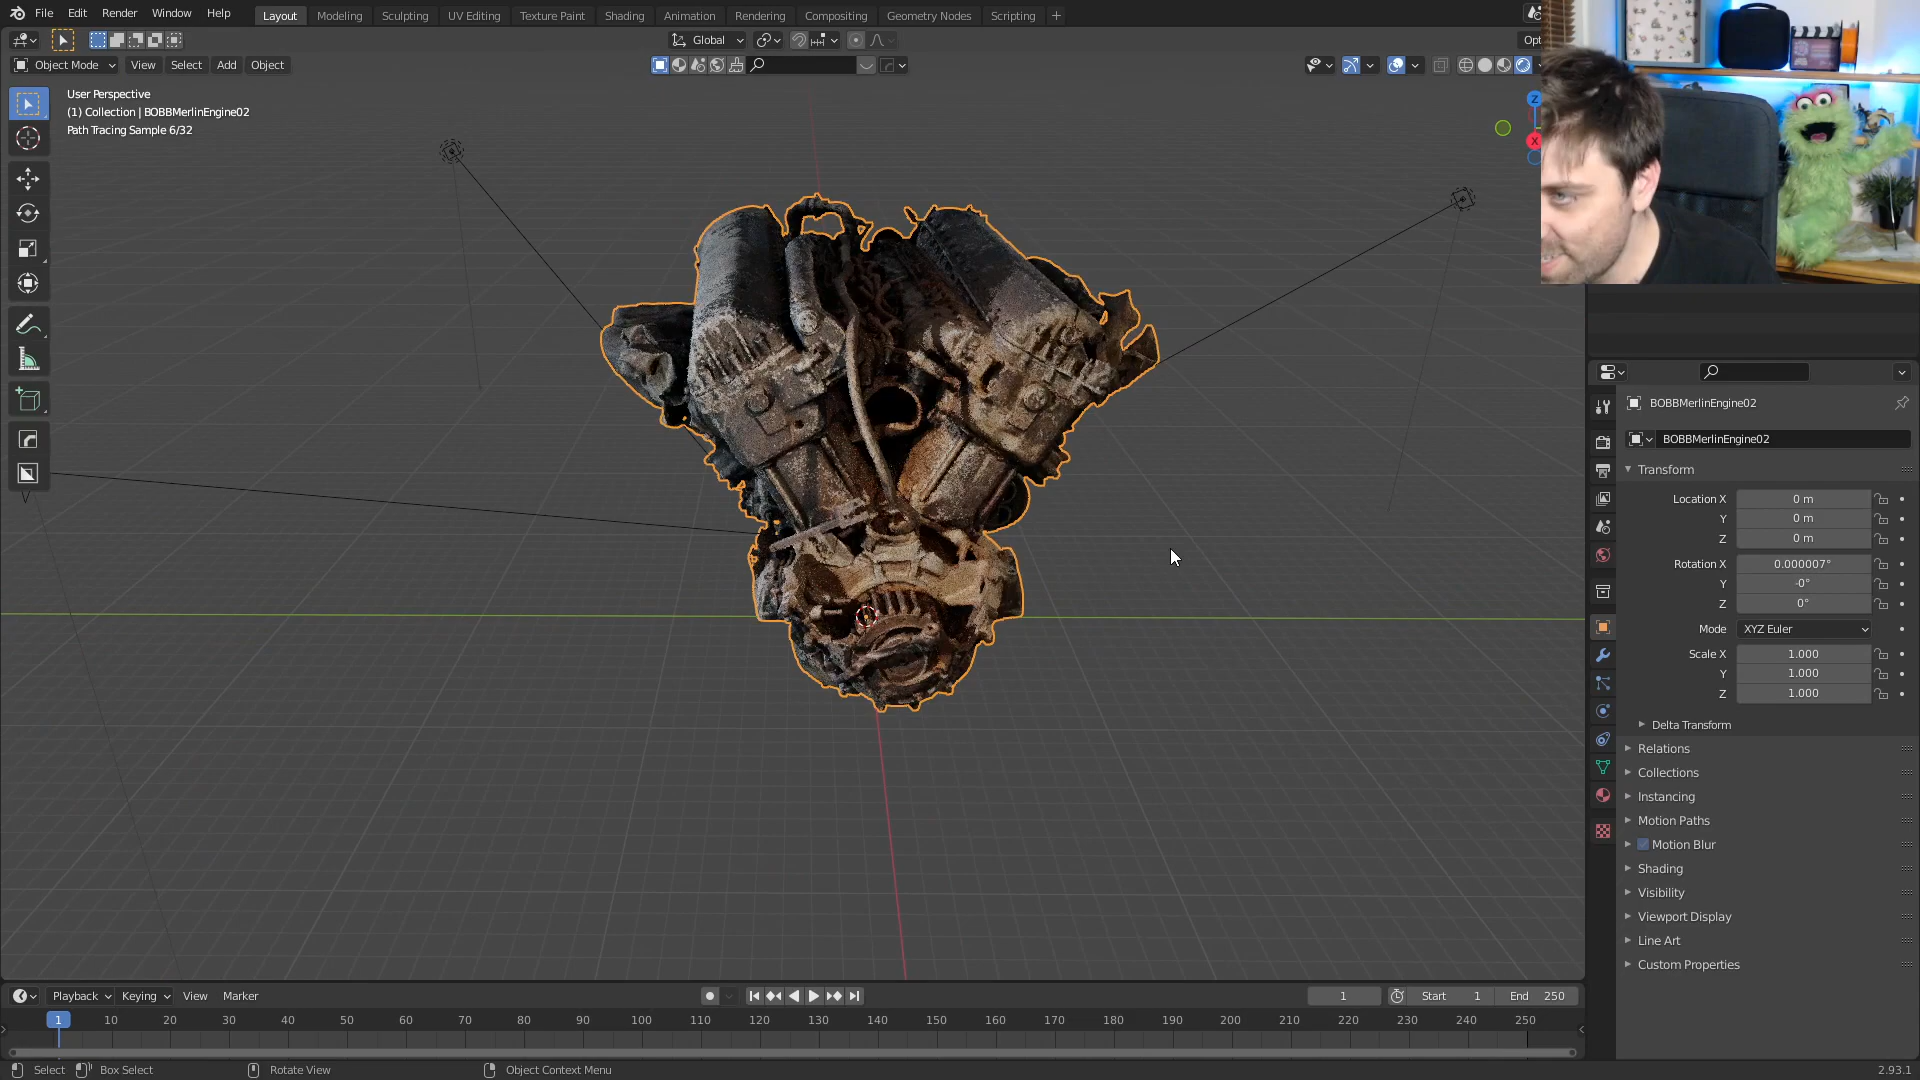 File Edit Render Window Help Layout Modeling Sculpting UV Editing Texture Paint Shading Animation Rendering Compositing Geometry Nodes Scripting +
Global
Object Mode View Select Add Object
User Perspective
(1) Collection | BOBBMerlinEngine02
Path Tracing Sample 6/32
Z
X
BOBBMerlinEngine02
BOBBMerlinEngine02
Transform
Location X 0 m
Y 0 m
Z 0 m
Rotation X 0.000007°
Y -0°
Z 0°
Mode XYZ Euler
Scale X 1.000
Y 1.000
Z 1.000
Delta Transform
Relations
Collections
Instancing
Motion Paths
Motion Blur
Shading
Visibility
Viewport Display
Line Art
Custom Properties
Playback Keying View Marker 1 Start 1 End 250
1 10 20 30 40 50 60 70 80 90 100 110 120 130 140 150 160 170 180 190 200 210 220 230 240 250
Select Box Select Rotate View Object Context Menu 2.93.1